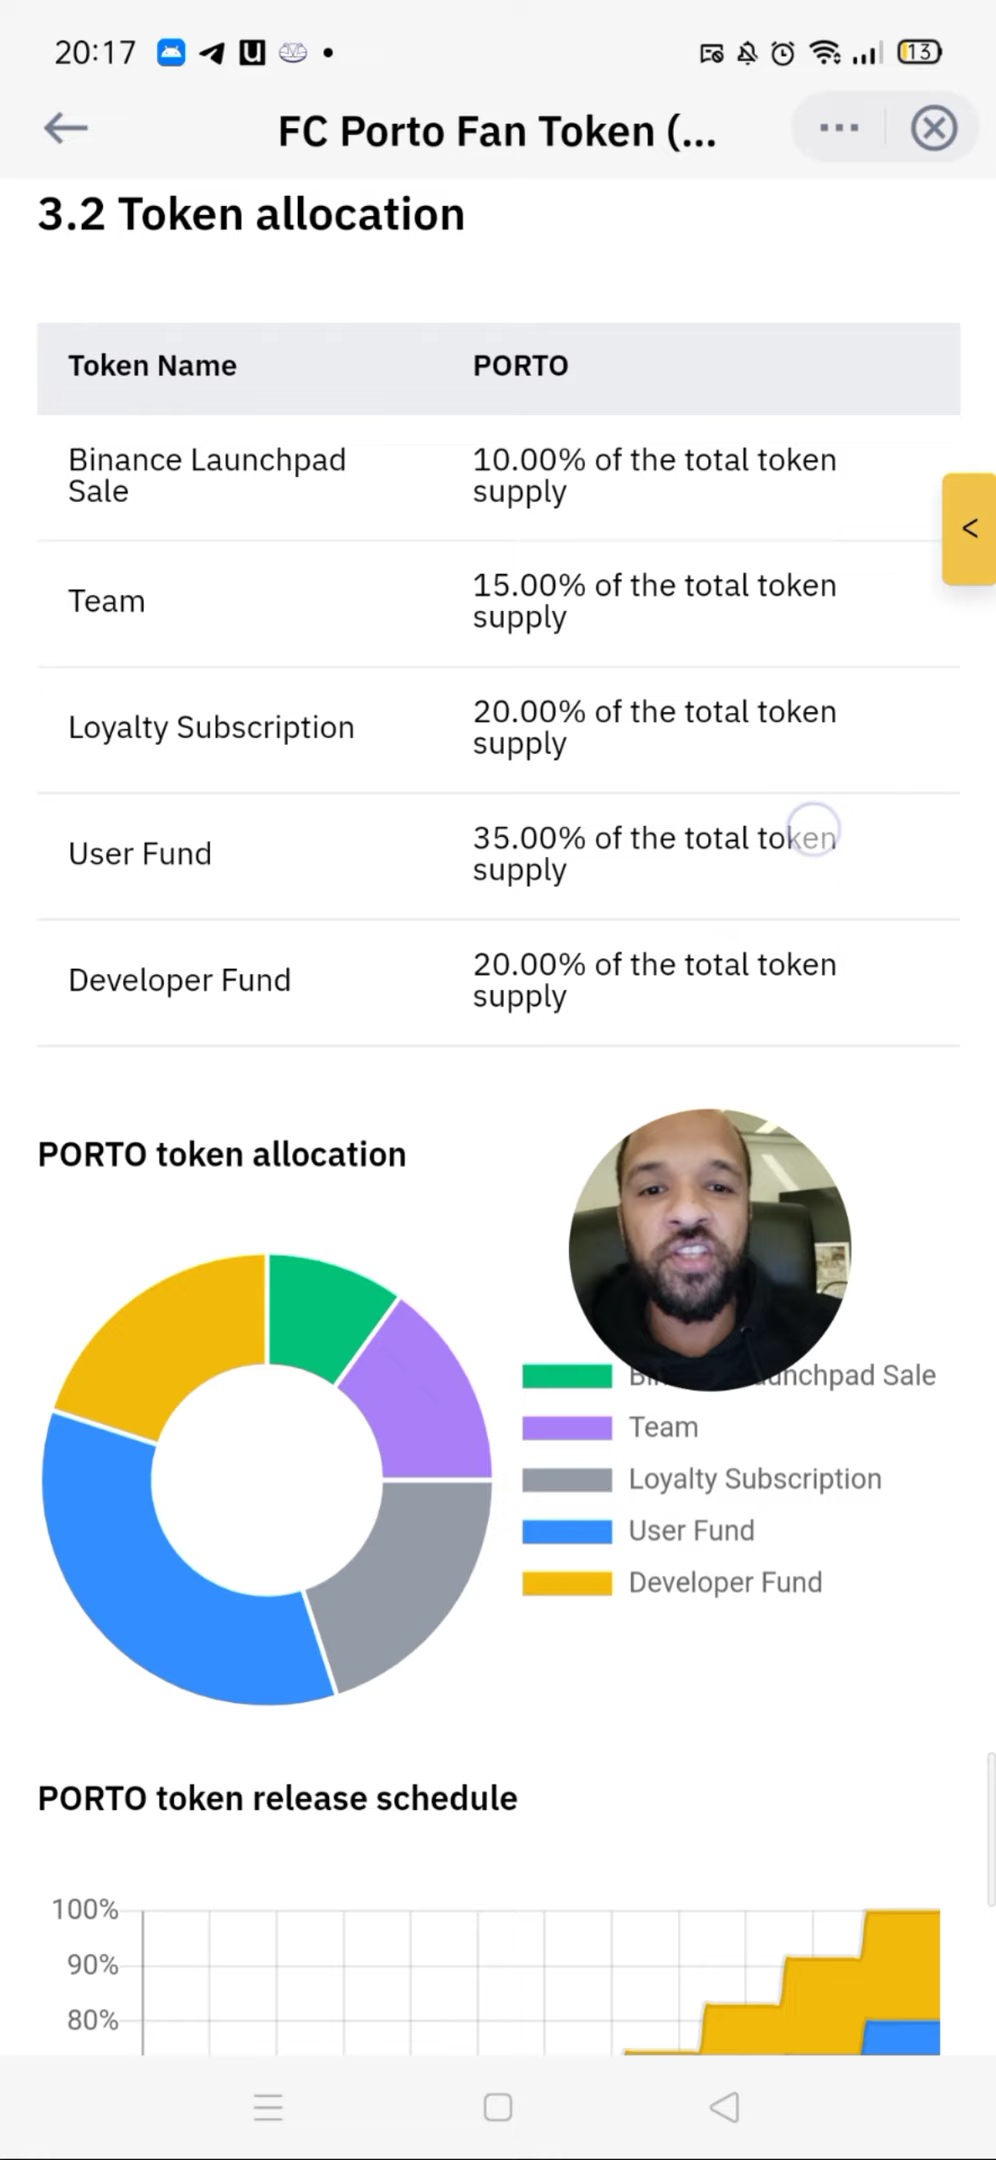 20:17
13
FC Porto Fan Token (...
3.2 Token allocation
Token Name PORTO
Binance Launchpad
Sale
10.00% of the total token
supply
<
Team
15.00% of the total token
supply
Loyalty Subscription
20.00% of the total token
supply
User Fund
35.00% of the total token
supply
Developer Fund
20.00% of the total token
supply
PORTO token allocation
Sale
Team
Loyalty Subscription
User Fund
Developer Fund
PORTO token release schedule
100%
90%
80%